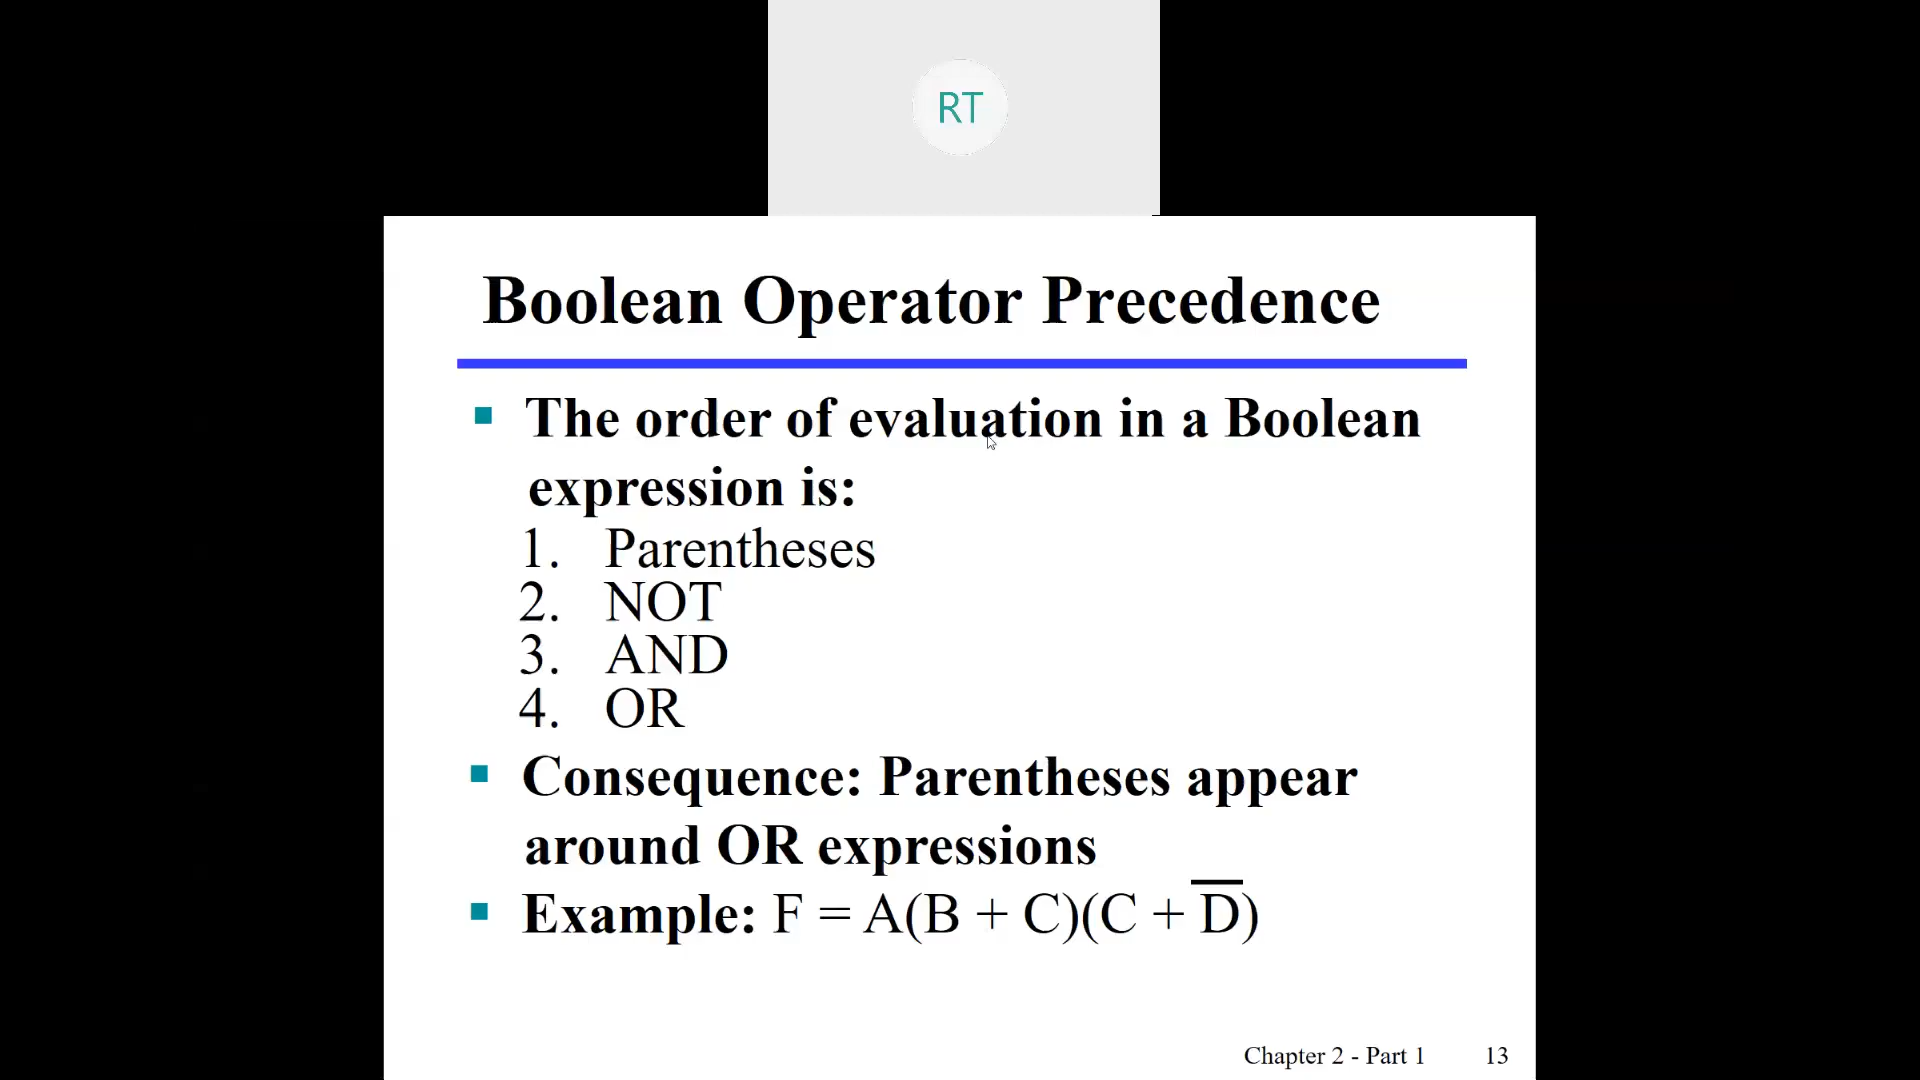 RT
Boolean Operator Precedence
The order of evaluation in a Boolean
expression is:
1. Parentheses
2. NOT
3. AND
4. OR
Consequence: Parentheses appear
around OR expressions
Example: F = A(B + C)(C + D̅)
Chapter 2 - Part 1 13